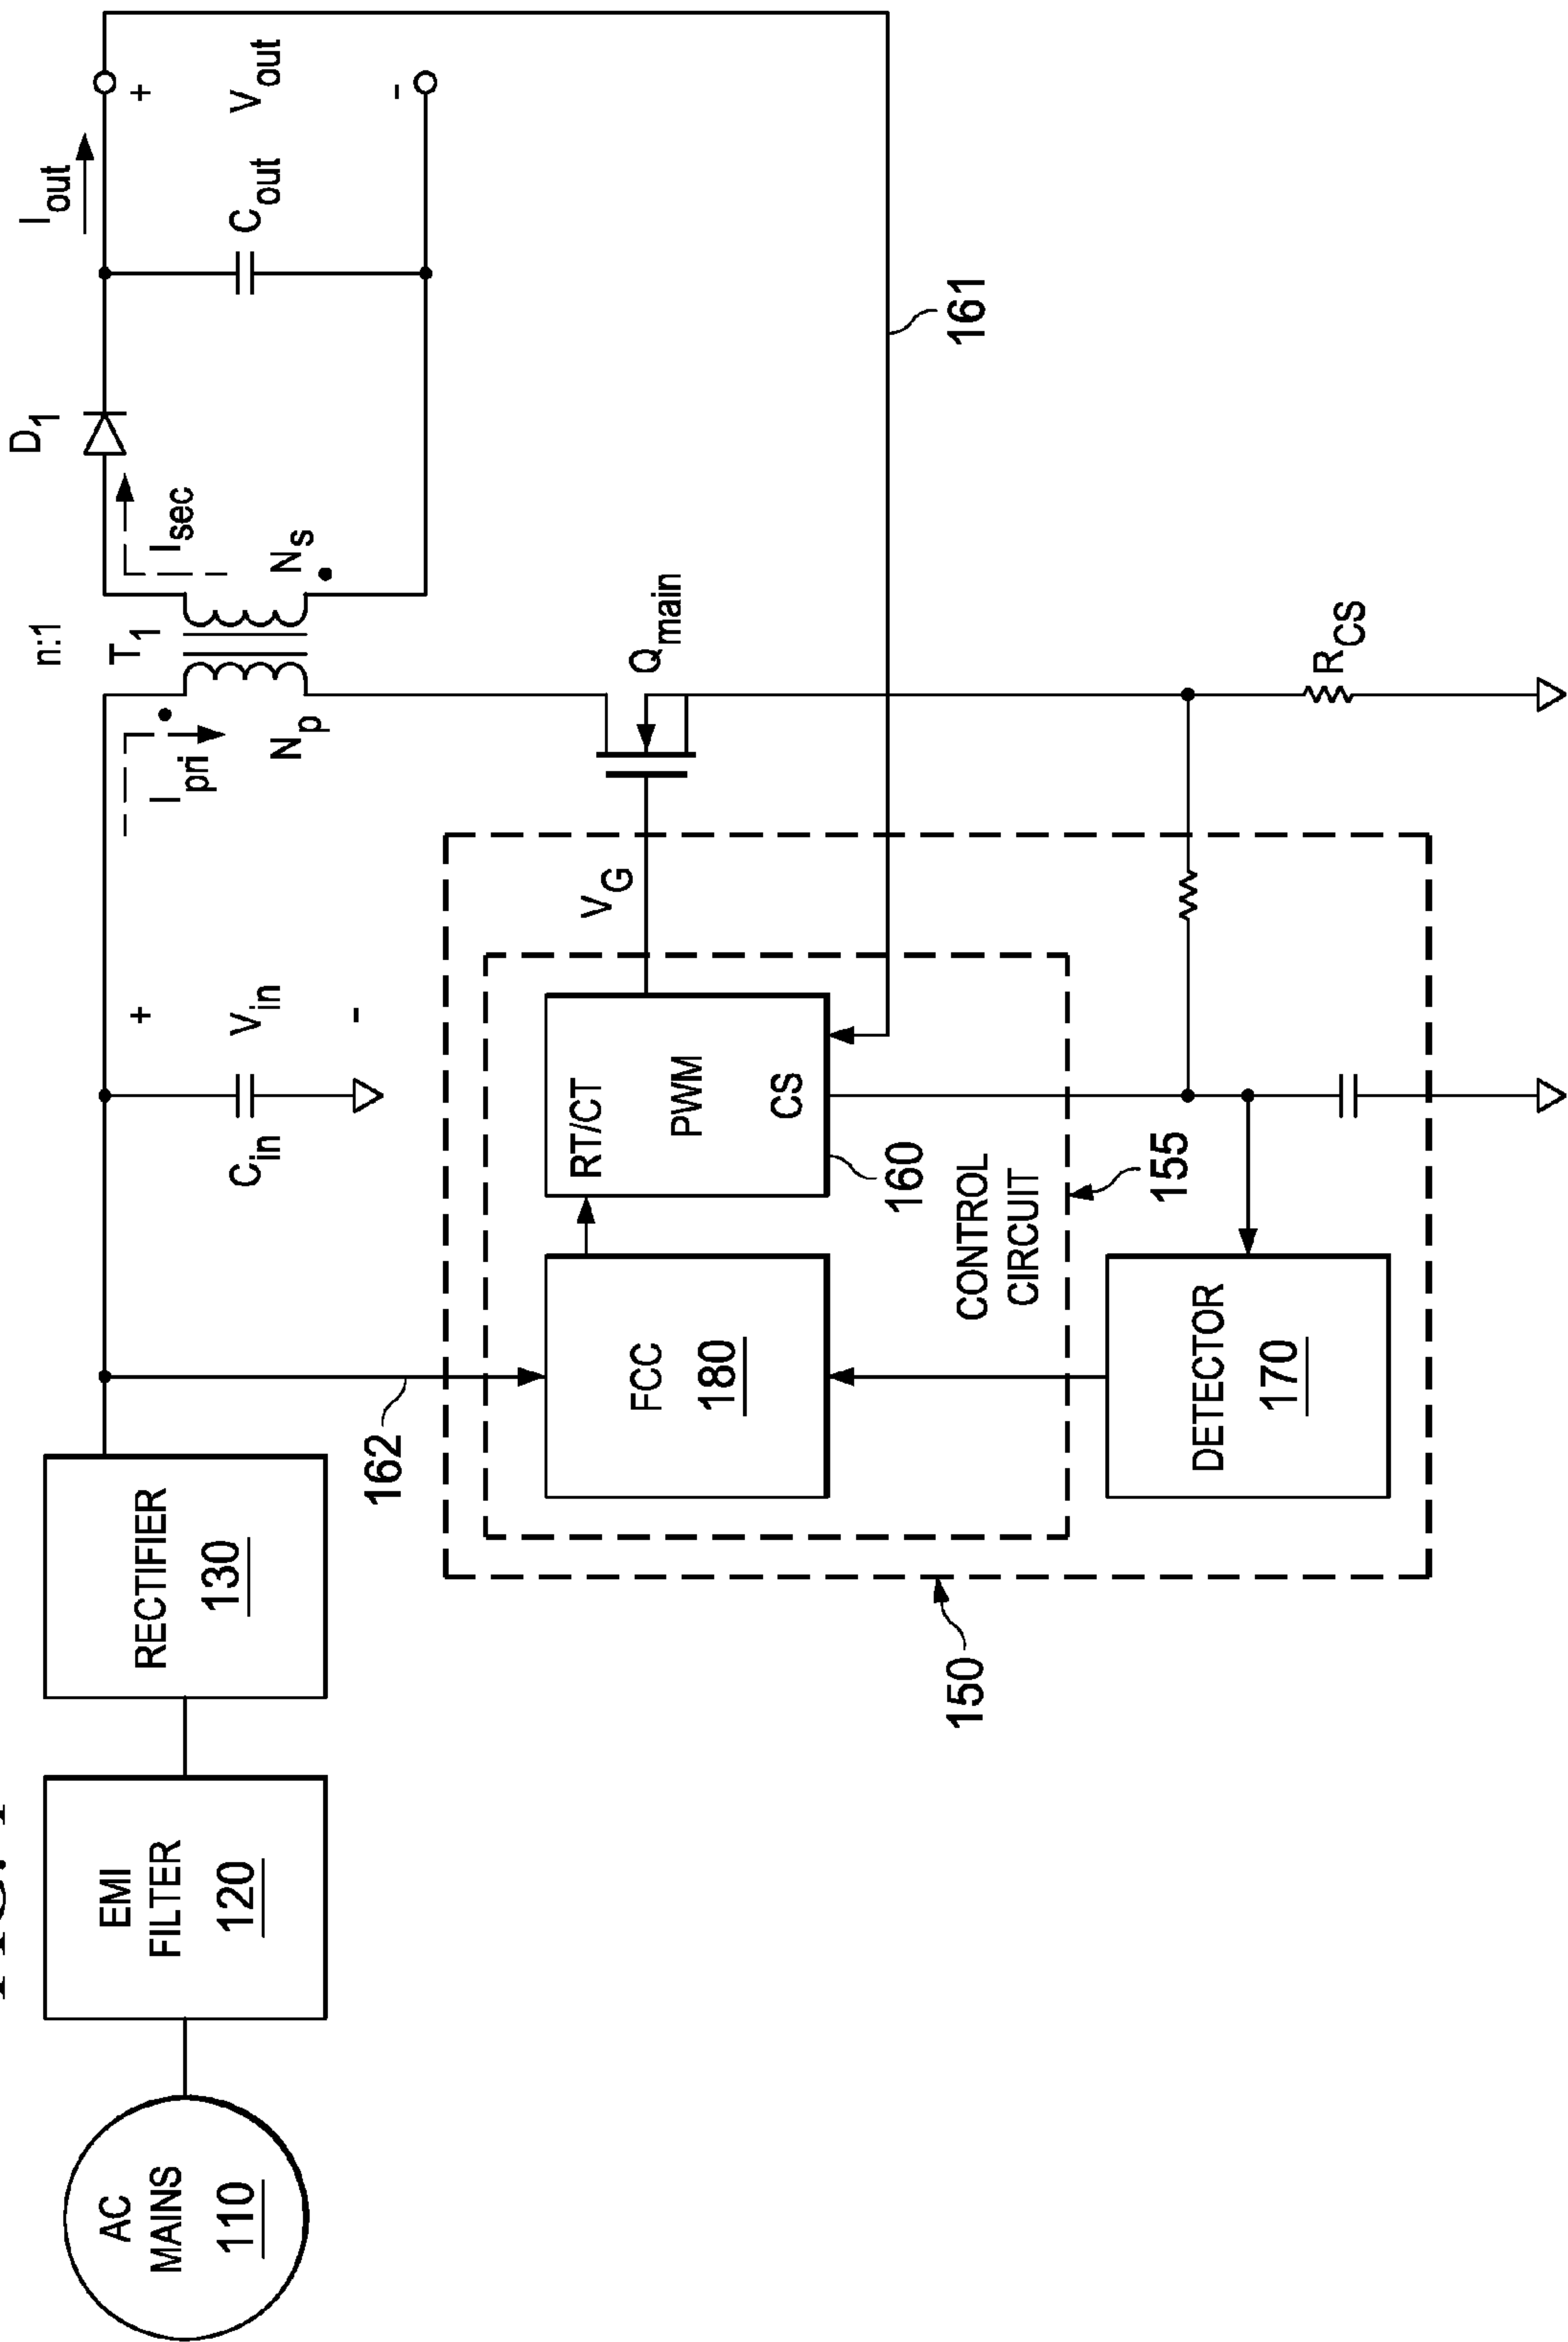 AC
MAINS
110
EMI
FILTER
120
RECTIFIER
130
162
C_in
+
V_in
-
I_pri
N_p
n:1
T_1
N_s
I_sec
D_1
I_out
C_out
+
V_out
-
161
Q_main
V_G
RT/CT
PWM
CS
160
FCC
180
CONTROL
CIRCUIT
155
DETECTOR
170
150
R_CS